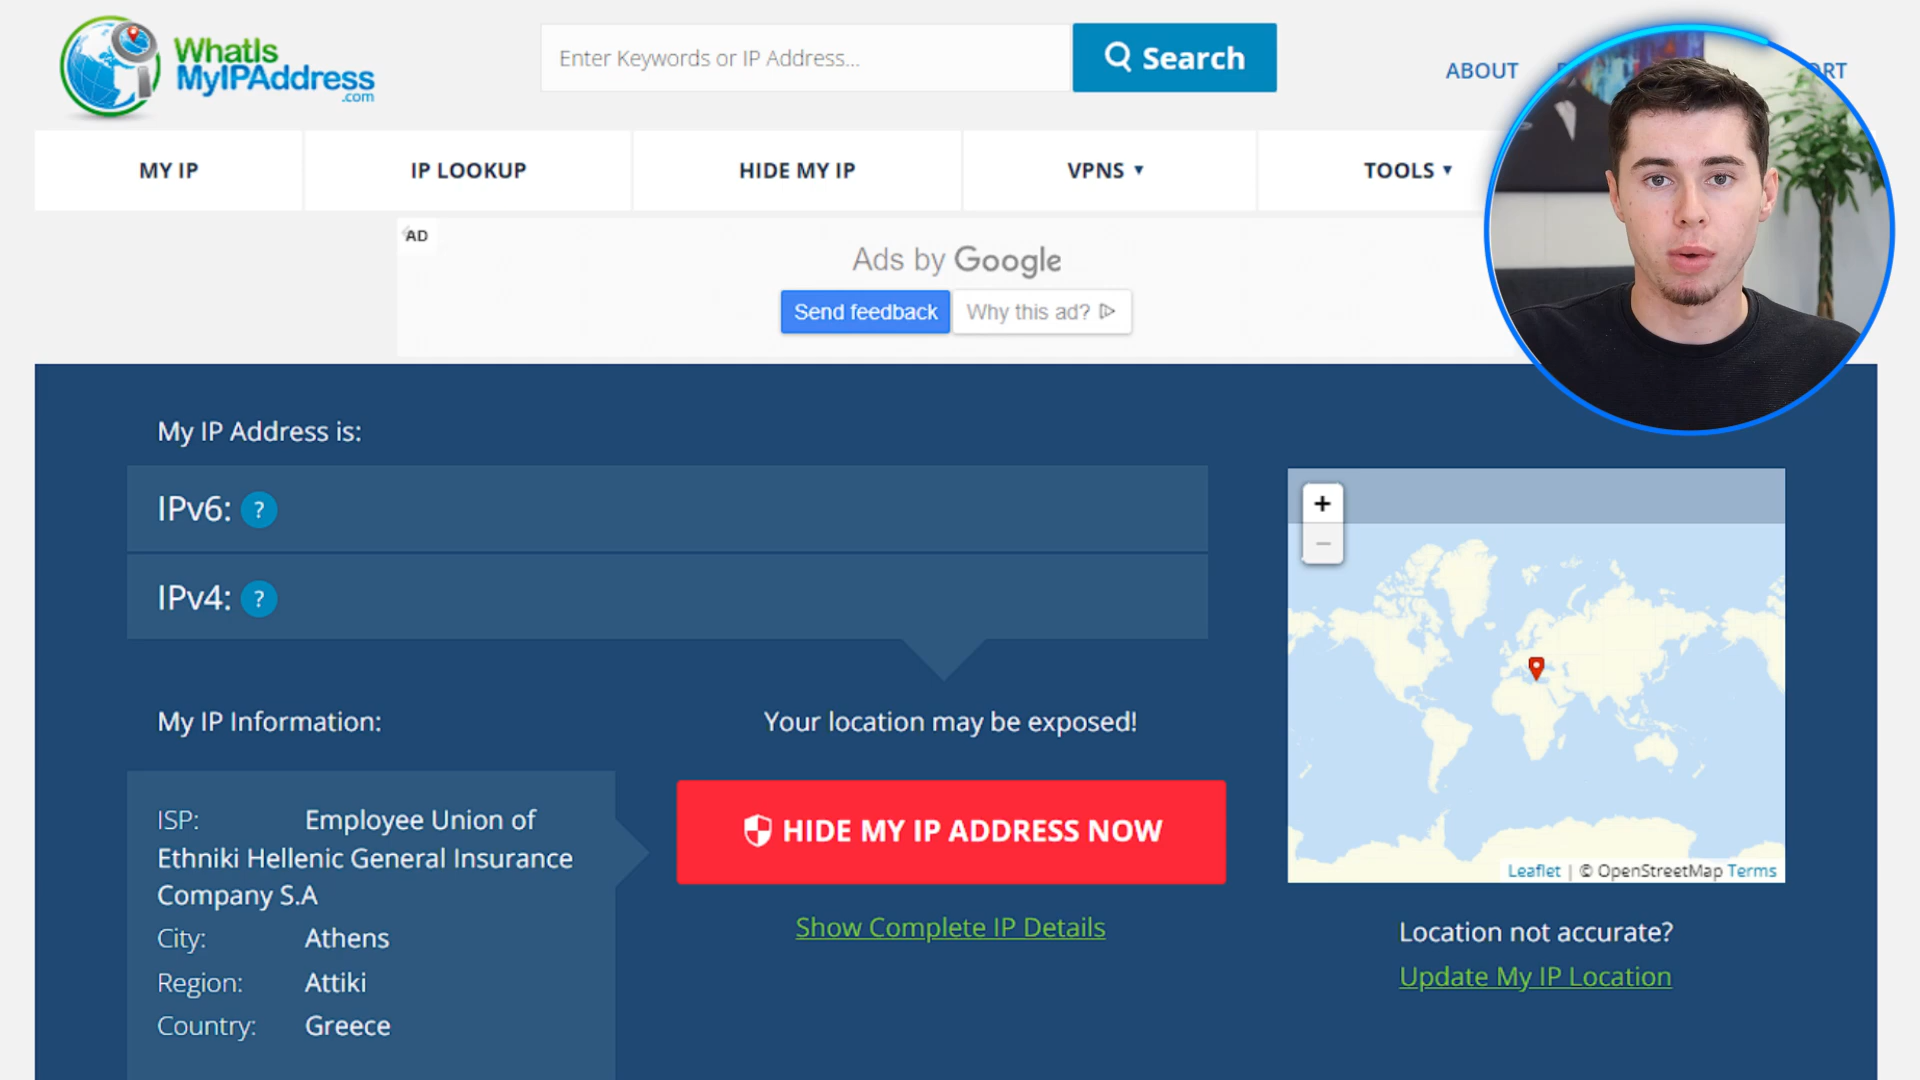 WhatIs
MyIPAddress
.com
Enter Keywords or IP Address...
Search
ABOUT
MY IP
IP LOOKUP
HIDE MY IP
VPNS ▾
TOOLS ▾
AD
Ads by Google
Send feedback
Why this ad?
My IP Address is:
IPv6: ?
IPv4: ?
My IP Information:
Your location may be exposed!
ISP: Employee Union of
Ethniki Hellenic General Insurance
Company S.A
City: Athens
Region: Attiki
Country: Greece
HIDE MY IP ADDRESS NOW
Show Complete IP Details
+
−
Leaflet | © OpenStreetMap Terms
Location not accurate?
Update My IP Location